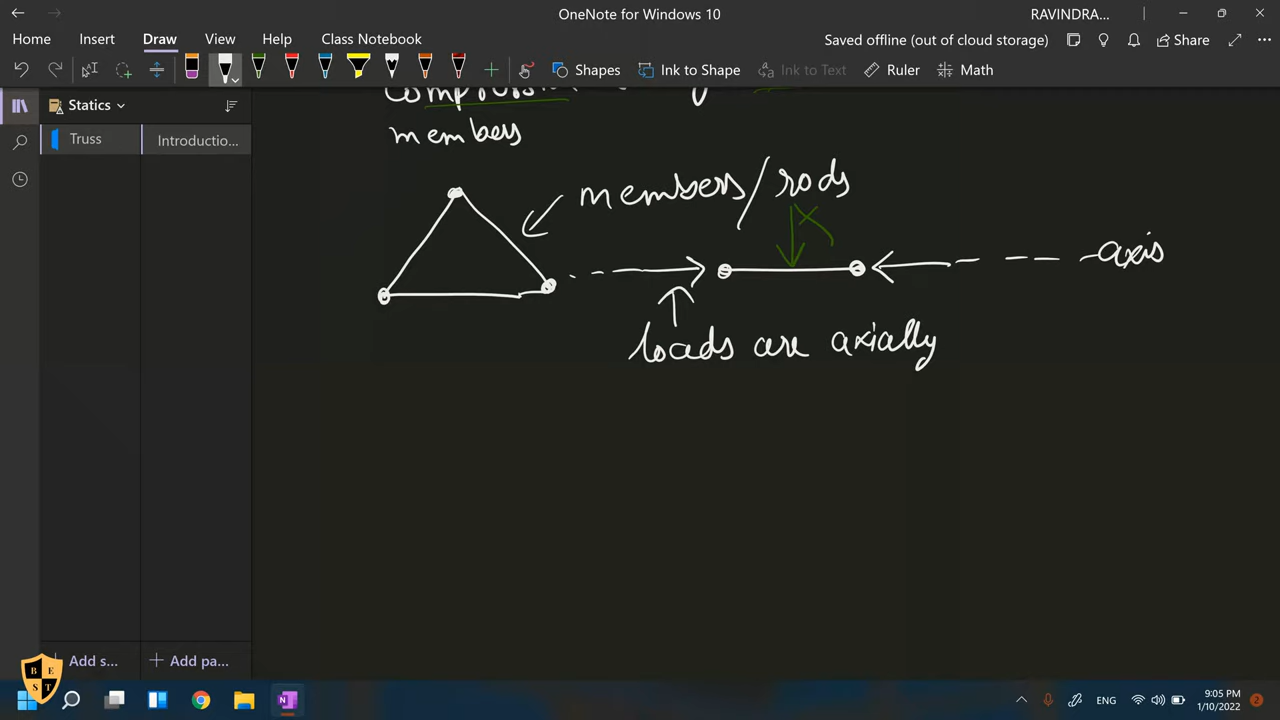 OneNote for Windows 10
RAVINDRA...
Home Insert Draw View Help Class Notebook
Saved offline (out of cloud storage)
Share
Shapes Ink to Shape Ink to Text Ruler Math
Statics
Truss
Introductio...
members
members/rods
axis
loads are axially
Add s...
Add pa...
BEST
ENG
9:05 PM
1/10/2022
2